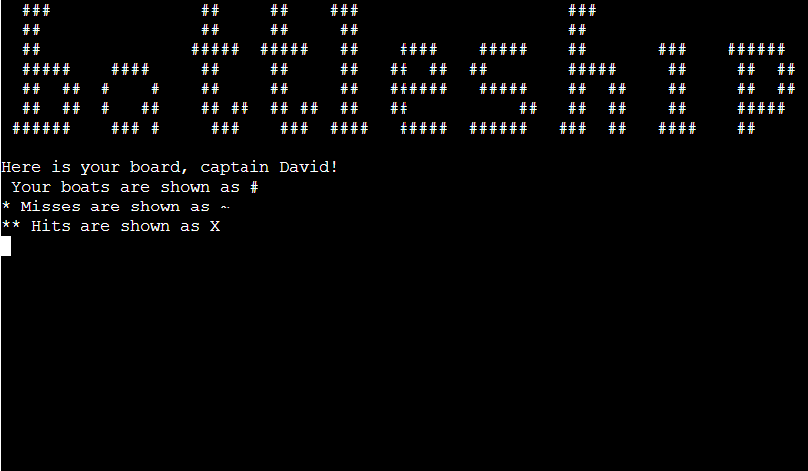 battleship
Here is your board, captain David!
Your boats are shown as #
* Misses are shown as ~
** Hits are shown as X